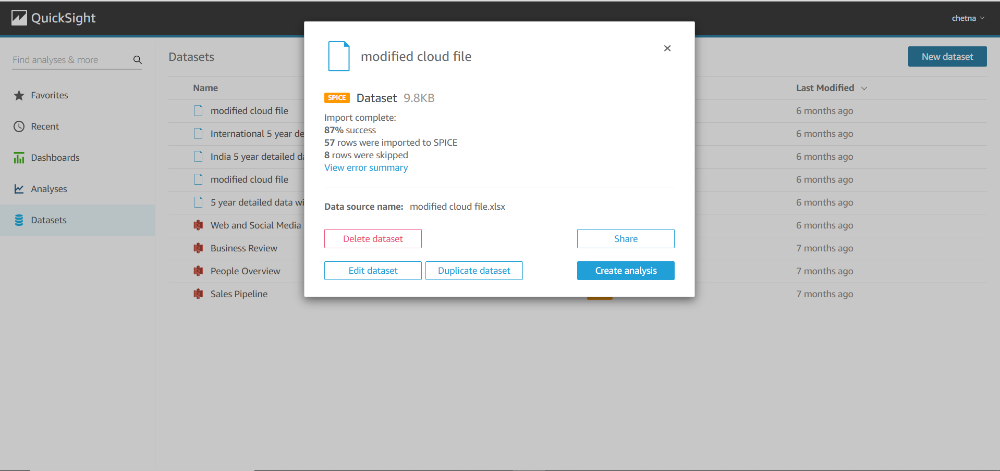 QuickSight
chetna
Find analyses & more
Favorites
Recent
Dashboards
Analyses
Datasets
Datasets
New dataset
Name
Last Modified
modified cloud file
6 months ago
International 5 year de
6 months ago
India 5 year detailed da
6 months ago
modified cloud file
6 months ago
5 year detailed data wi
6 months ago
Web and Social Media
6 months ago
Business Review
7 months ago
People Overview
7 months ago
Sales Pipeline
7 months ago
modified cloud file
SPICE Dataset 9.8KB
Import complete:
87% success
57 rows were imported to SPICE
8 rows were skipped
View error summary
Data source name: modified cloud file.xlsx
Delete dataset
Share
Edit dataset
Duplicate dataset
Create analysis